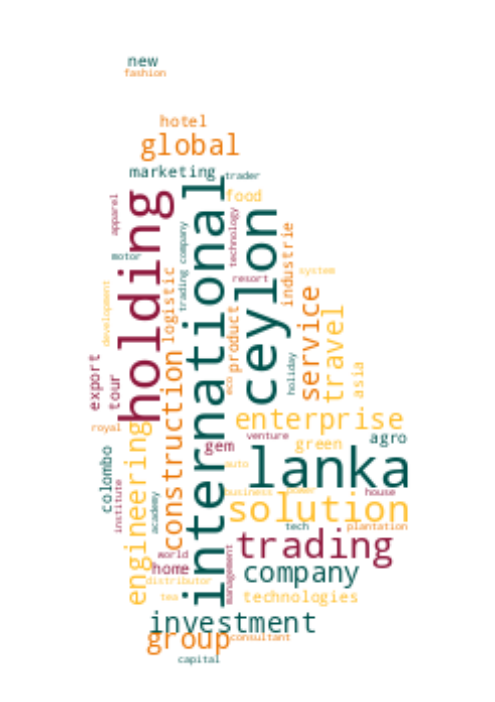 new
fashion
hotel
global
marketing
trader
food
apparel
holding
international
ceylon
technology
trading company
industrie
motor
logistic
resort
system
development
product
service
travel
export
tour
construction
eco
holiday
asia
royal
engineering
enterprise
gem
venture
green
agro
colombo
lanka
auto
institute
academy
business
power
house
solution
tech
plantation
trading
world
home
management
company
distributor
tea
technologies
investment
group
consultant
capital